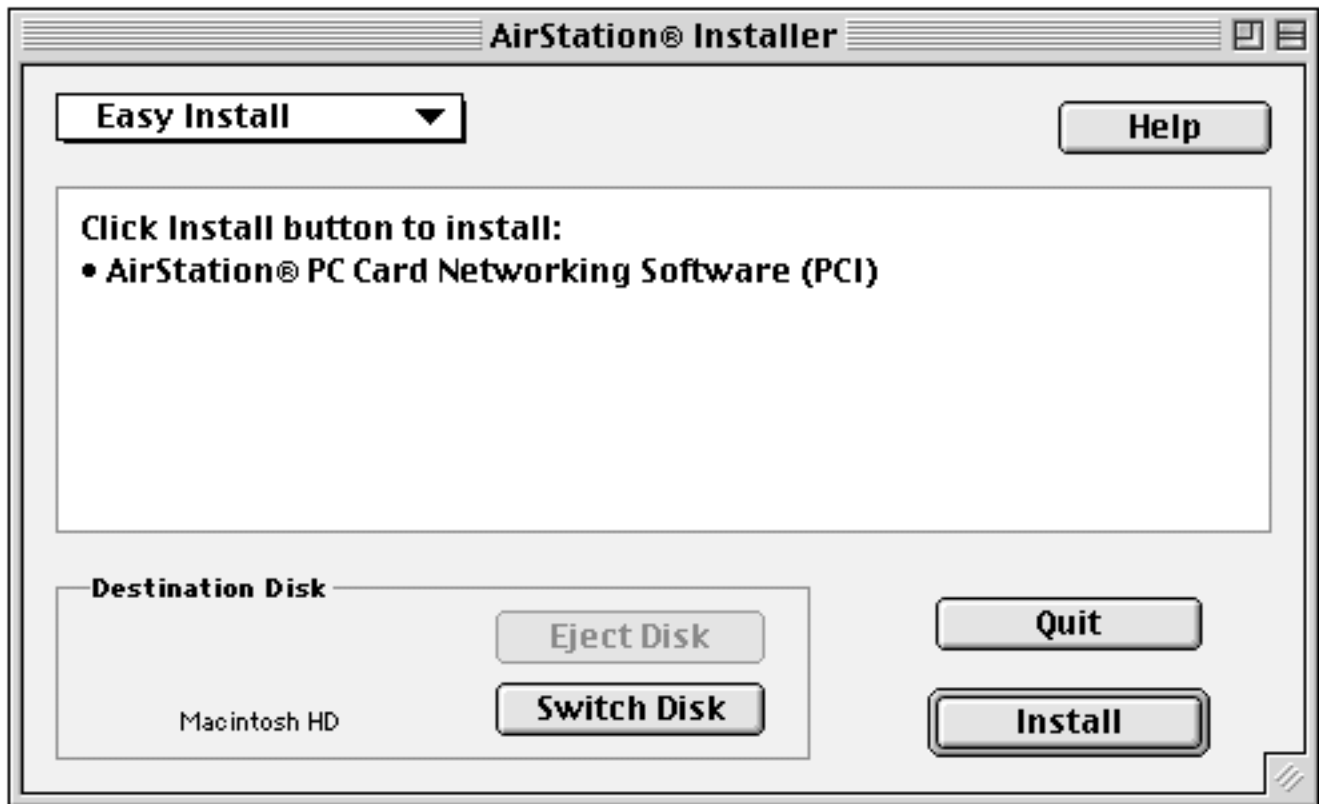 AirStation® Installer
Easy Install
Help
Click Install button to install:
• AirStation® PC Card Networking Software (PCI)
Destination Disk
Eject Disk
Quit
Macintosh HD
Switch Disk
Install